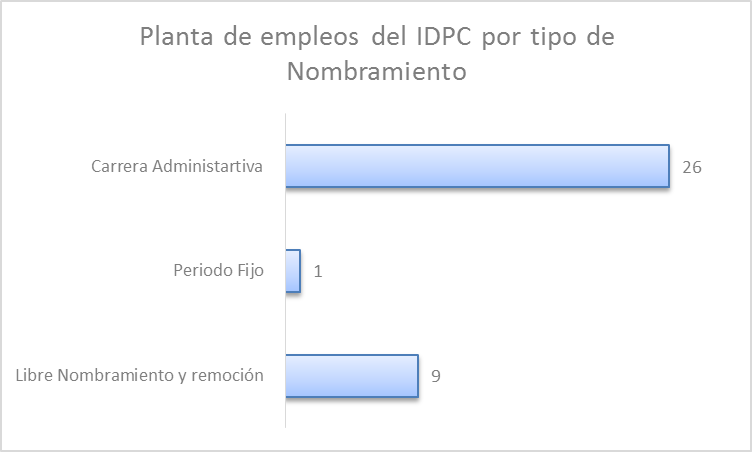 Planta de empleos del IDPC por tipo de
Nombramiento
Carrera Administartiva
26
Periodo Fijo
1
Libre Nombramiento y remoción
9